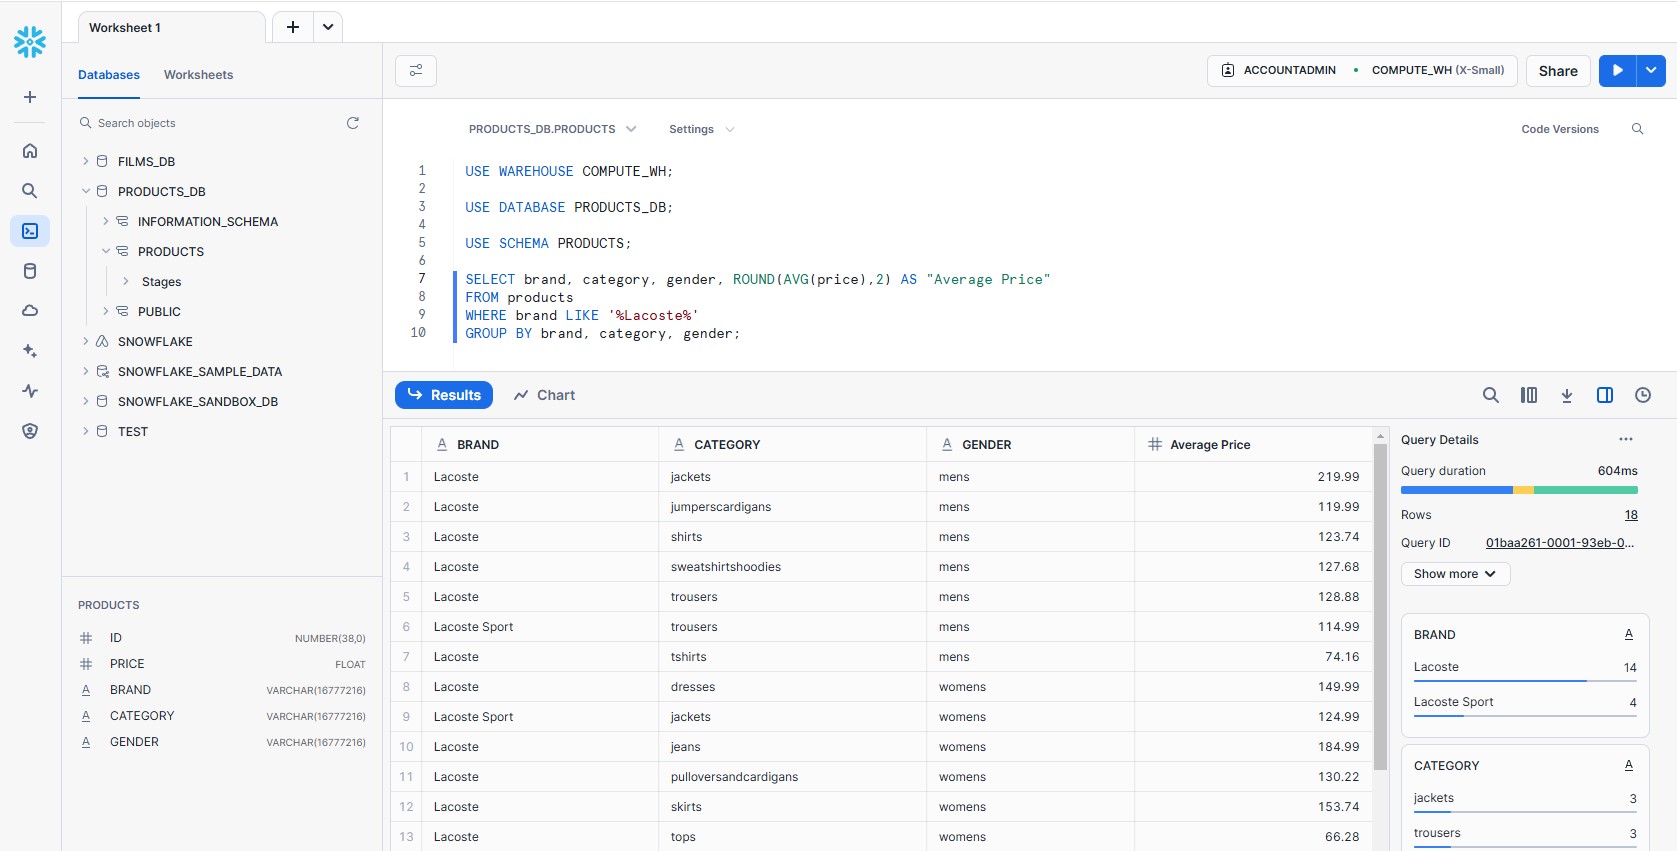 Worksheet 1
Databases Worksheets
ACCOUNTADMIN COMPUTE_WH (X-Small) Share
Search objects
FILMS_DB
PRODUCTS_DB
INFORMATION_SCHEMA
PRODUCTS
Stages
PUBLIC
SNOWFLAKE
SNOWFLAKE_SAMPLE_DATA
SNOWFLAKE_SANDBOX_DB
TEST
PRODUCTS
ID NUMBER(38,0)
PRICE FLOAT
BRAND VARCHAR(16777216)
CATEGORY VARCHAR(16777216)
GENDER VARCHAR(16777216)
PRODUCTS_DB.PRODUCTS Settings Code Versions
1 USE WAREHOUSE COMPUTE_WH;
2
3 USE DATABASE PRODUCTS_DB;
4
5 USE SCHEMA PRODUCTS;
6
7 SELECT brand, category, gender, ROUND(AVG(price),2) AS "Average Price"
8 FROM products
9 WHERE brand LIKE '%Lacoste%'
10 GROUP BY brand, category, gender;
Results Chart
BRAND CATEGORY GENDER Average Price
1 Lacoste jackets mens 219.99
2 Lacoste jumperscardigans mens 119.99
3 Lacoste shirts mens 123.74
4 Lacoste sweatshirtshoodies mens 127.68
5 Lacoste trousers mens 128.88
6 Lacoste Sport trousers mens 114.99
7 Lacoste tshirts mens 74.16
8 Lacoste dresses womens 149.99
9 Lacoste Sport jackets womens 124.99
10 Lacoste jeans womens 184.99
11 Lacoste pulloversandcardigans womens 130.22
12 Lacoste skirts womens 153.74
13 Lacoste tops womens 66.28
Query Details
Query duration 604ms
Rows 18
Query ID 01baa261-0001-93eb-0...
Show more
BRAND
Lacoste 14
Lacoste Sport 4
CATEGORY
jackets 3
trousers 3